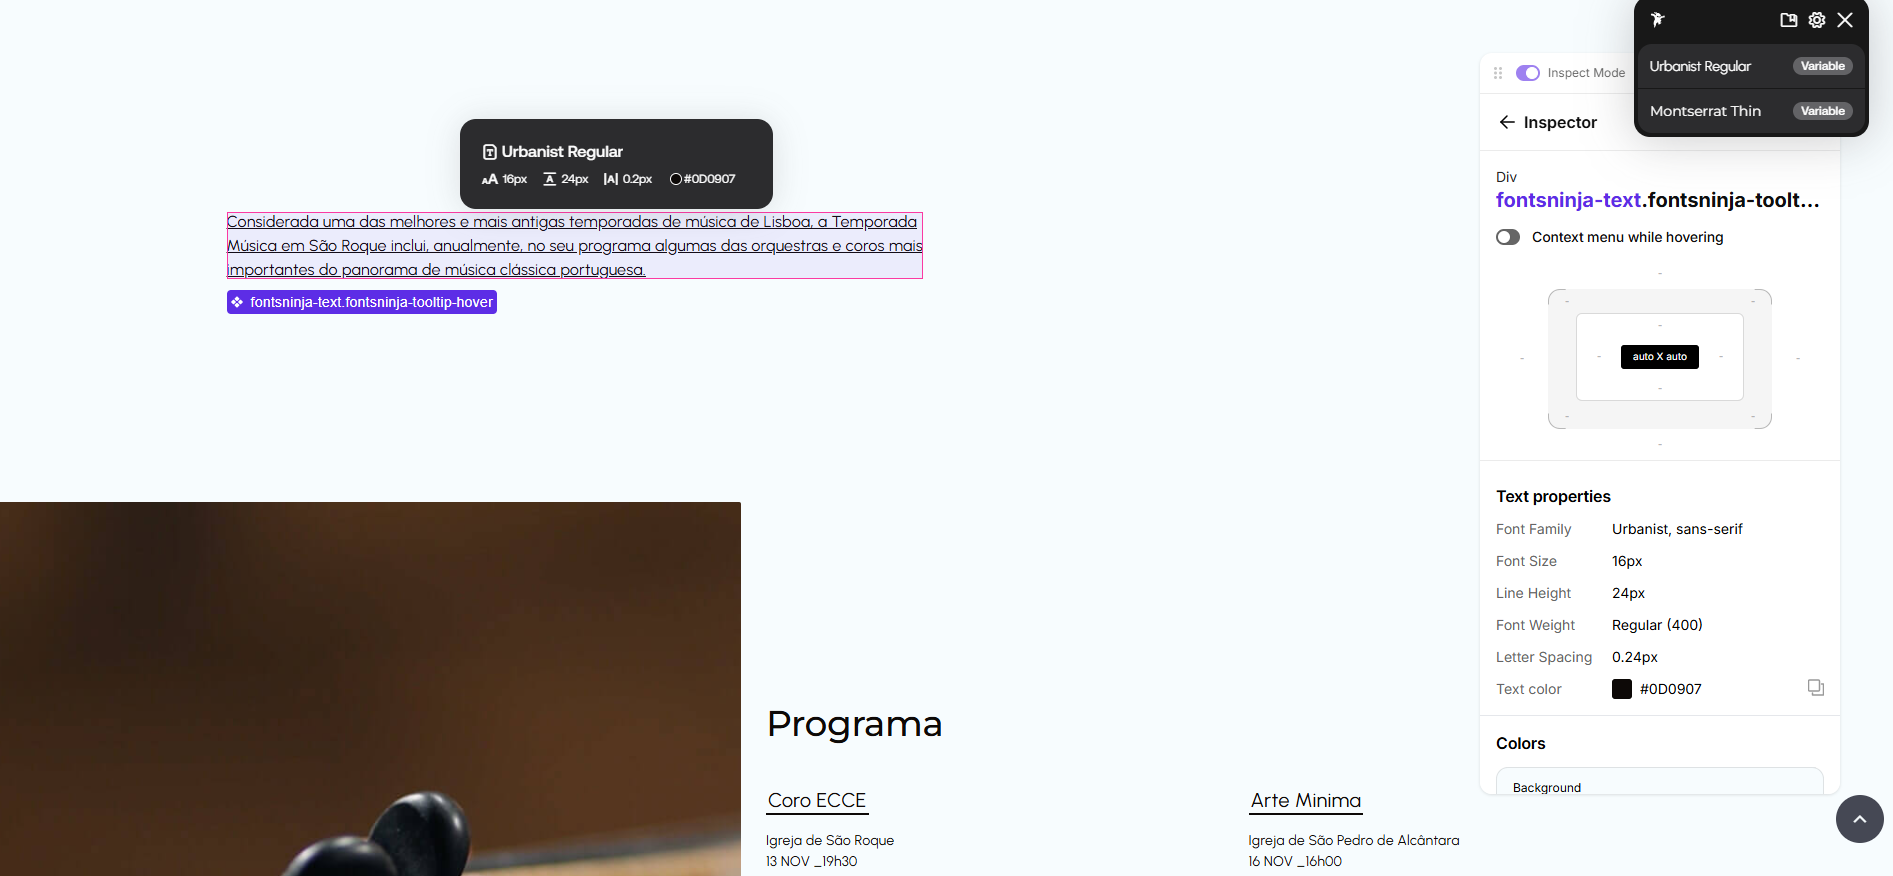 Urbanist Regular Variable
Montserrat Thin Variable
Inspect Mode
Inspector
Urbanist Regular
16px 24px 0.2px #0D0907
Considerada uma das melhores e mais antigas temporadas de música de Lisboa, a Temporada
Música em São Roque inclui, anualmente, no seu programa algumas das orquestras e coros mais
importantes do panorama de música clássica portuguesa.
fontsninja-text.fontsninja-tooltip-hover
Div
fontsninja-text.fontsninja-toolt...
Context menu while hovering
-
- -
-
- - auto X auto - -
-
- -
-
Text properties
Font Family Urbanist, sans-serif
Font Size 16px
Line Height 24px
Font Weight Regular (400)
Letter Spacing 0.24px
Text color #0D0907
Colors
Background
Programa
Coro ECCE
Igreja de São Roque
13 NOV _19h30
Arte Minima
Igreja de São Pedro de Alcântara
16 NOV _16h00